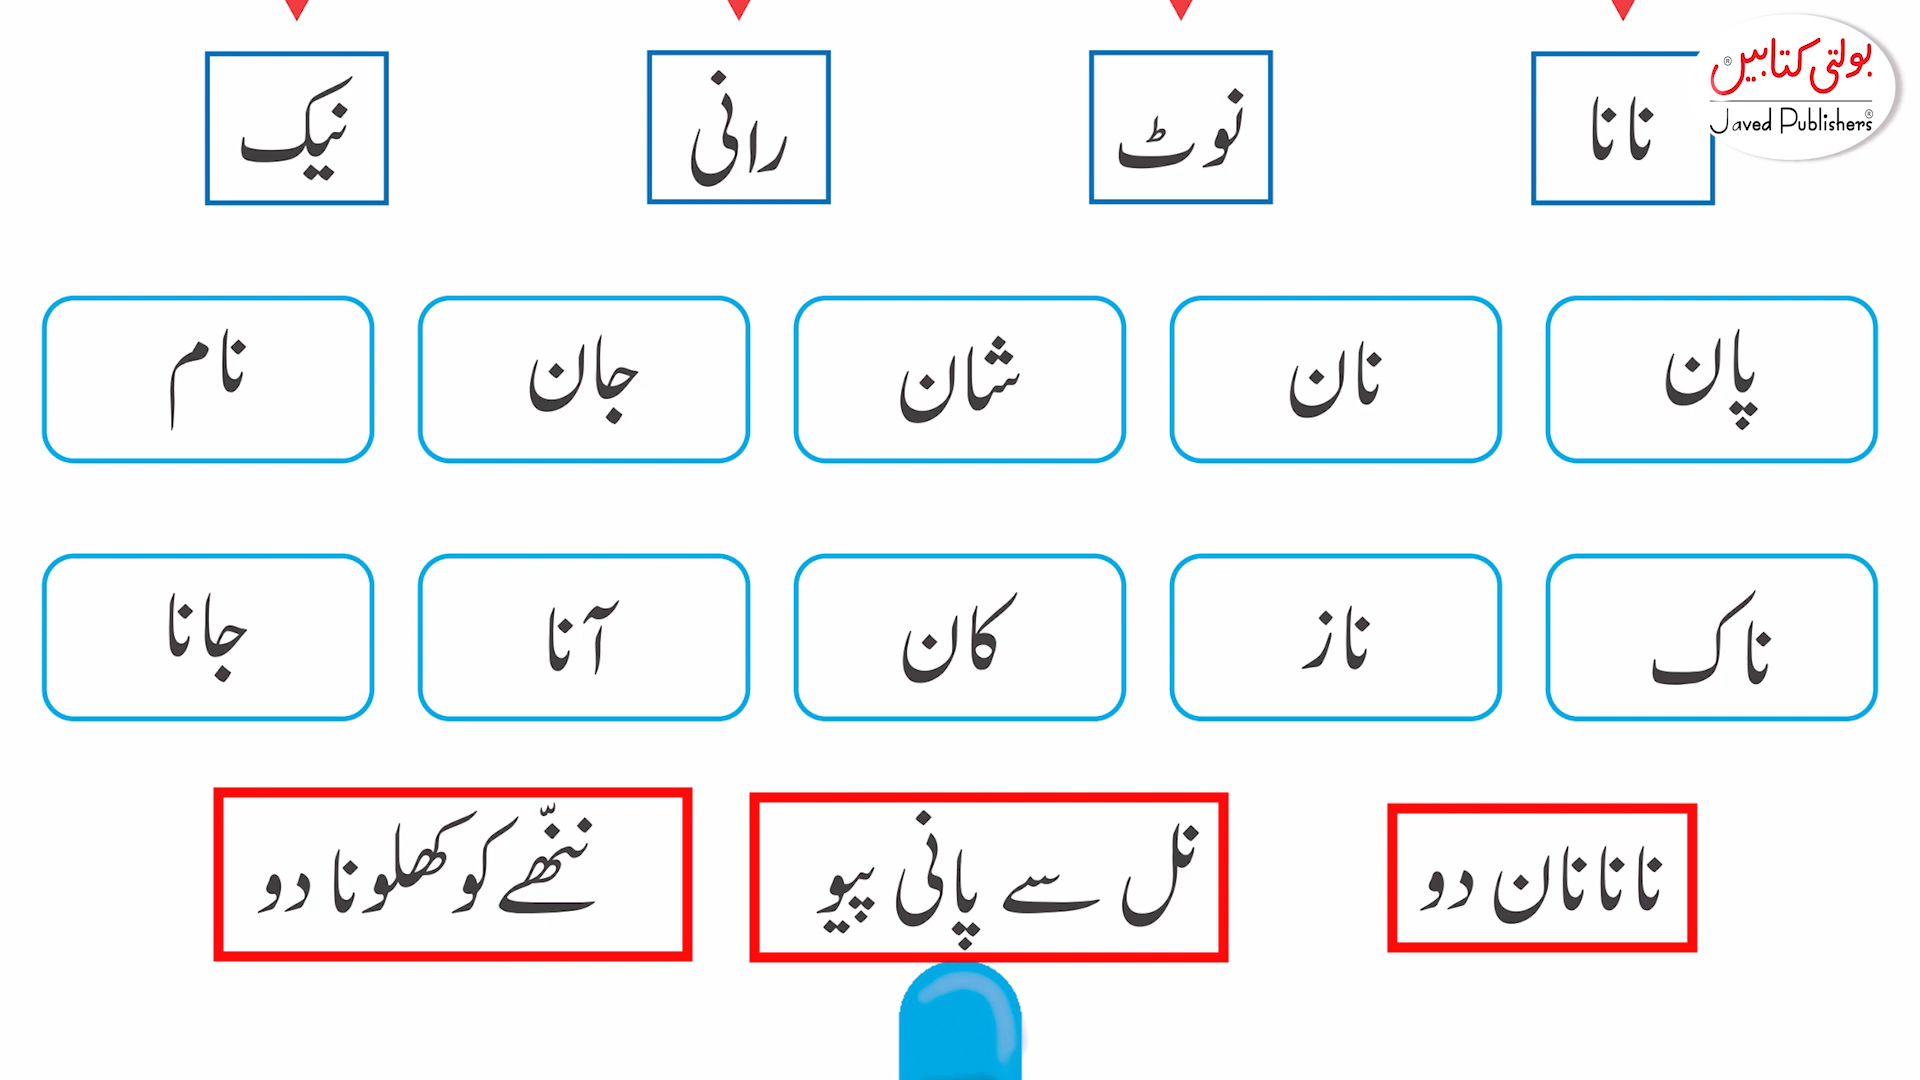 بولتی کتابیں®
Javed Publishers®
نانا نوٹ رانی نیک
پان نان شان جان نام
ناک ناز کان آنا جانا
نانا نان دو نل سے پانی پیو ننّھے کو کھلونا دو